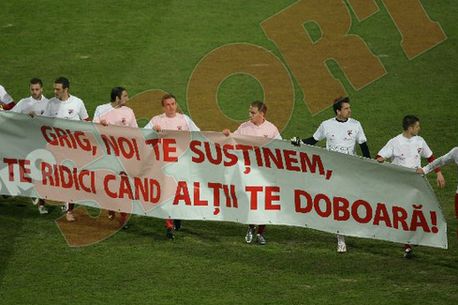 GRIG, NOI TE SUSȚINEM,
TE RIDICI CÂND ALȚII TE DOBOARĂ!